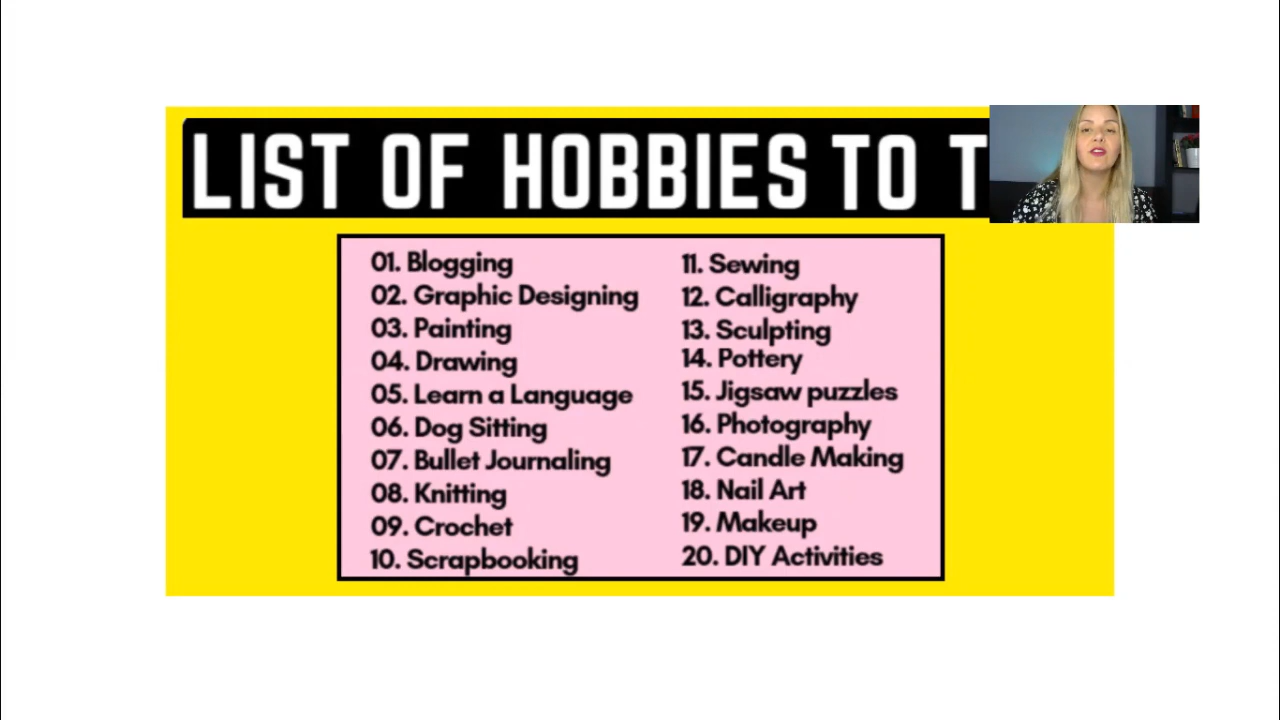 LIST OF HOBBIES TO T
01. Blogging
02. Graphic Designing
03. Painting
04. Drawing
05. Learn a Language
06. Dog Sitting
07. Bullet Journaling
08. Knitting
09. Crochet
10. Scrapbooking
11. Sewing
12. Calligraphy
13. Sculpting
14. Pottery
15. Jigsaw puzzles
16. Photography
17. Candle Making
18. Nail Art
19. Makeup
20. DIY Activities